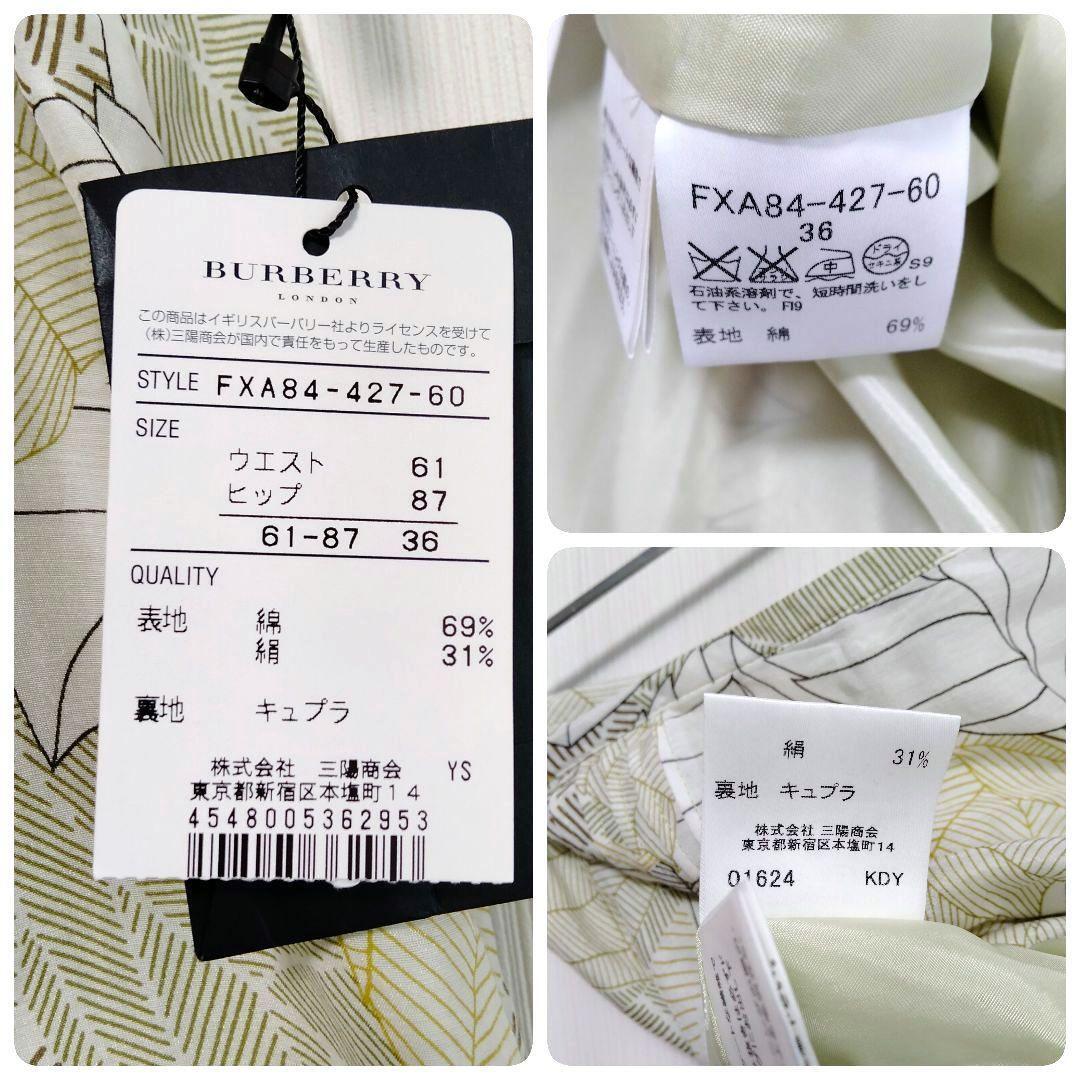 BURBERRY
LONDON
この商品はイギリスバーバリー社よりライセンスを受けて
(株)三陽商会が国内で責任をもって生産したものです。
STYLE FXA84-427-60
SIZE
ウエスト 61
ヒップ 87
61-87 36
QUALITY
表地 綿 69%
絹 31%
裏地 キュプラ
株式会社 三陽商会 YS
東京都新宿区本塩町14
4548005362953
FXA84-427-60
36
中
ドライ
セキユ系
S9
石油系溶剤で、短時間洗いをし
て下さい。F19
表地 綿 69%
絹 31%
裏地 キュプラ
株式会社 三陽商会
東京都新宿区本塩町14
01624 KDY